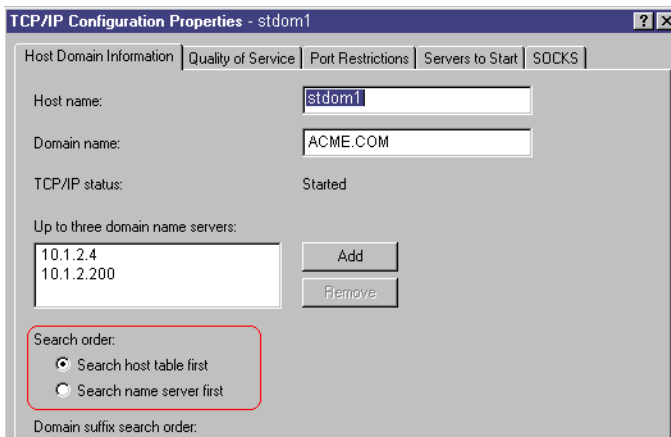 TCP/IP Configuration Properties - stdom1
Host Domain Information Quality of Service Port Restrictions Servers to Start SOCKS
Host name: stdom1
Domain name: ACME.COM
TCP/IP status: Started
Up to three domain name servers:
10.1.2.4
10.1.2.200
Add
Remove
Search order:
Search host table first
Search name server first
Domain suffix search order: